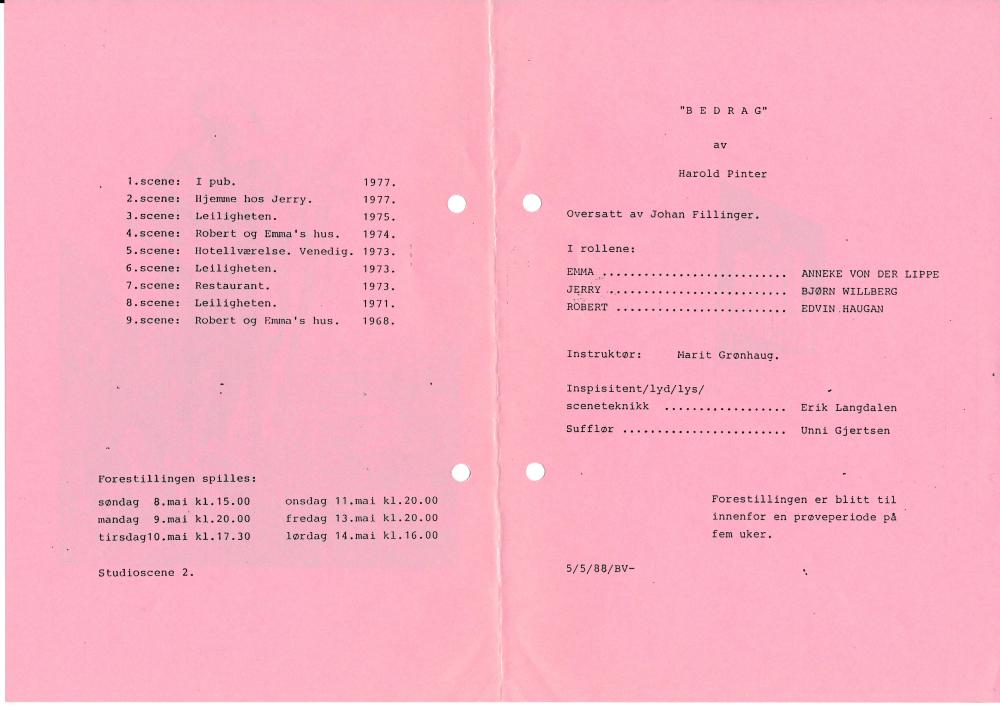 1.scene: I pub. 1977.
2.scene: Hjemme hos Jerry. 1977.
3.scene: Leiligheten. 1975.
4.scene: Robert og Emma's hus. 1974.
5.scene: Hotellværelse. Venedig. 1973.
6.scene: Leiligheten. 1973.
7.scene: Restaurant. 1973.
8.scene: Leiligheten. 1971.
9.scene: Robert og Emma's hus. 1968.
Forestillingen spilles:
søndag 8.mai kl.15.00 onsdag 11.mai kl.20.00
mandag 9.mai kl.20.00 fredag 13.mai kl.20.00
tirsdag10.mai kl.17.30 lørdag 14.mai kl.16.00
Studioscene 2.
"B E D R A G"
av
Harold Pinter
Oversatt av Johan Fillinger.
I rollene:
EMMA ........................... ANNEKE VON DER LIPPE
JERRY .......................... BJØRN WILLBERG
ROBERT ......................... EDVIN HAUGAN
Instruktør: Marit Grønhaug.
Inspisitent/lyd/lys/
sceneteknikk .................. Erik Langdalen
Sufflør ........................ Unni Gjertsen
Forestillingen er blitt til
innenfor en prøveperiode på
fem uker.
5/5/88/BV-